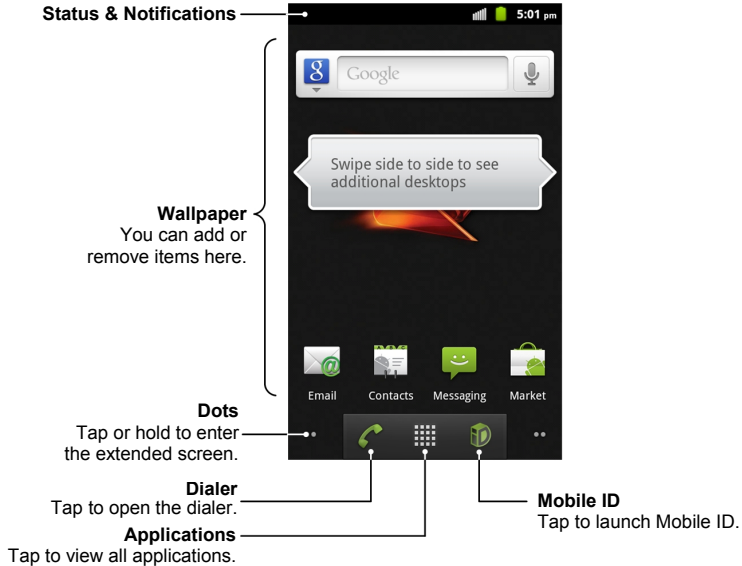 Status & Notifications
5:01 pm
8 Google
Swipe side to side to see
additional desktops
Wallpaper
You can add or
remove items here.
@
Email Contacts Messaging Market
Dots
Tap or hold to enter
the extended screen.
iD
Dialer
Tap to open the dialer.
Applications
Tap to view all applications.
Mobile ID
Tap to launch Mobile ID.